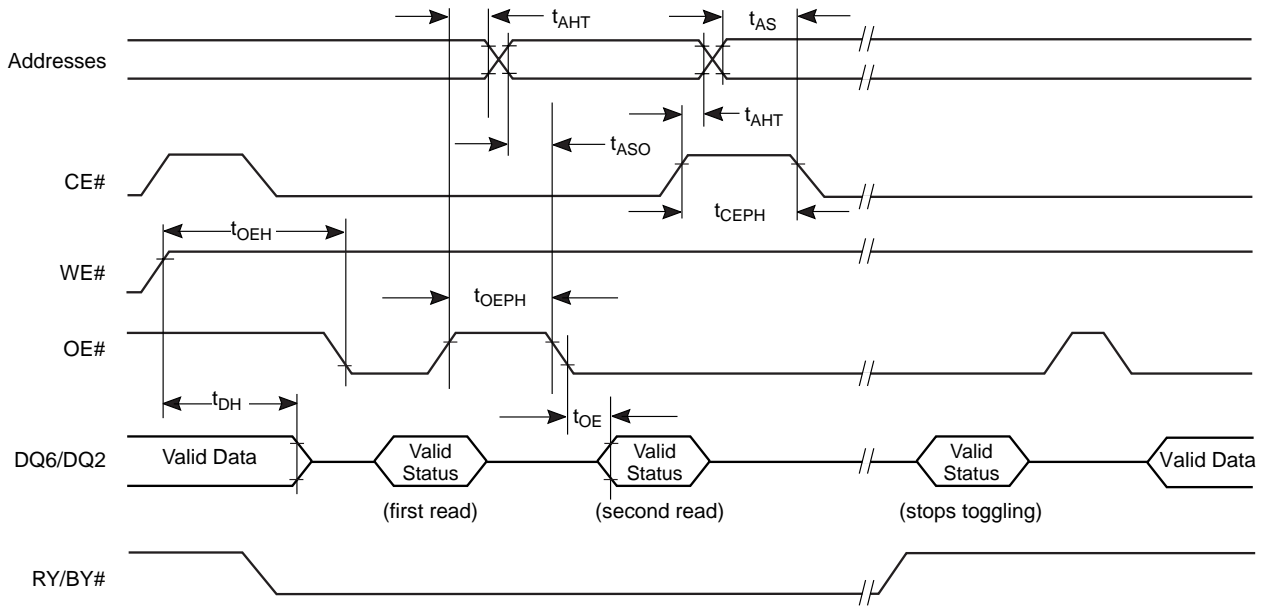 tAHT
tAS
Addresses
tAHT
tASO
CE#
tCEPH
tOEH
WE#
tOEPH
OE#
tDH
tOE
DQ6/DQ2
Valid Data
Valid
Status
Valid
Status
Valid
Status
Valid Data
(first read)
(second read)
(stops toggling)
RY/BY#